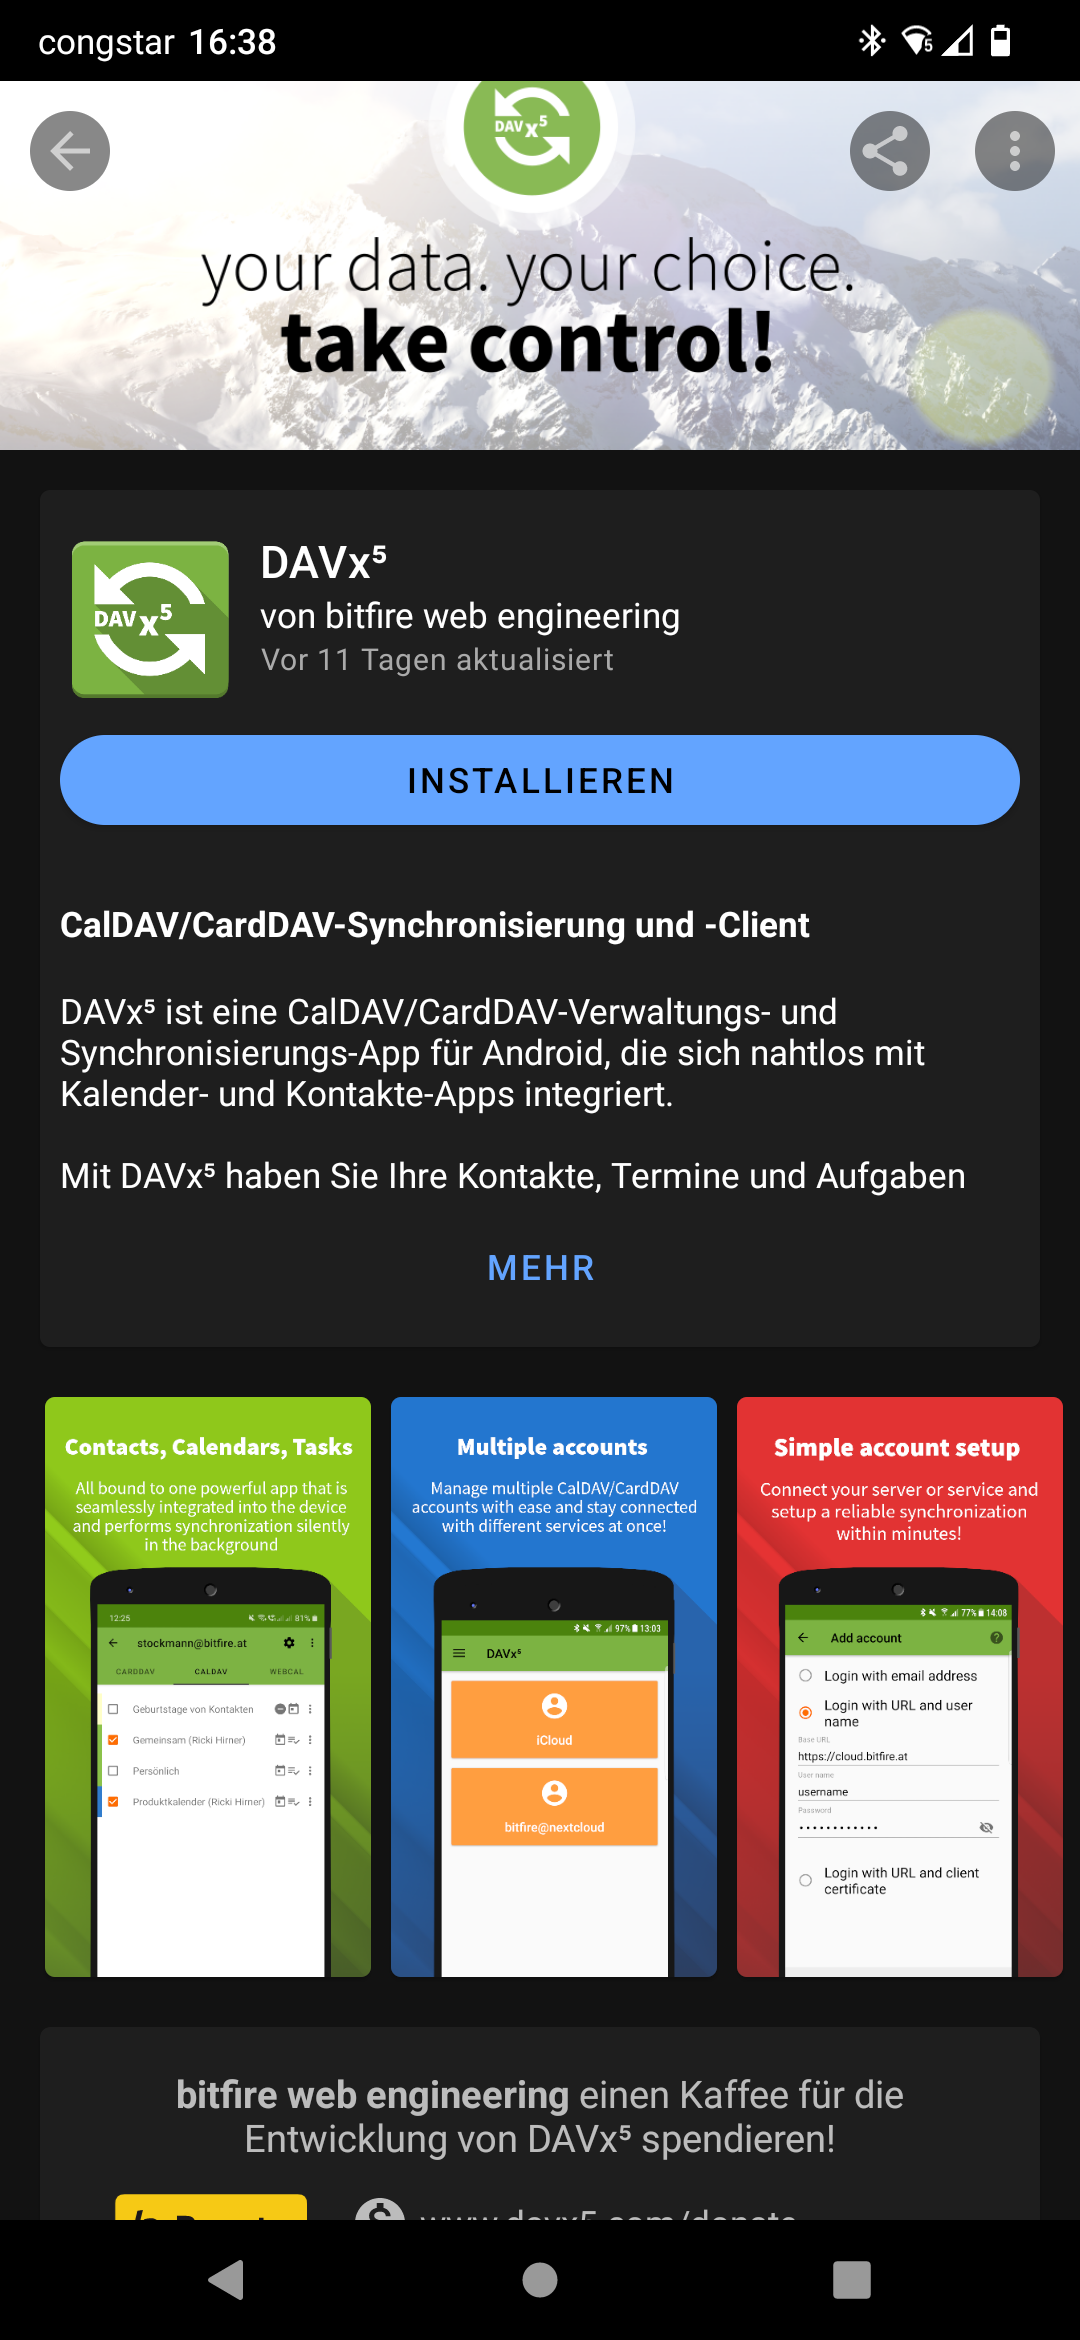 congstar 16:38
DAVx⁵
your data. your choice.
take control!
DAVx⁵
DAVx⁵
von bitfire web engineering
Vor 11 Tagen aktualisiert
INSTALLIEREN
CalDAV/CardDAV-Synchronisierung und -Client
DAVx⁵ ist eine CalDAV/CardDAV-Verwaltungs- und
Synchronisierungs-App für Android, die sich nahtlos mit
Kalender- und Kontakte-Apps integriert.
Mit DAVx⁵ haben Sie Ihre Kontakte, Termine und Aufgaben
MEHR
Contacts, Calendars, Tasks
All bound to one powerful app that is
seamlessly integrated into the device
and performs synchronization silently
in the background
12:25 81%
stockmann@bitfire.at
CARDDAV CALDAV WEBCAL
Geburtstage von Kontakten
Gemeinsam (Ricki Hirner)
Persönlich
Produktkalender (Ricki Hirner)
Multiple accounts
Manage multiple CalDAV/CardDAV
accounts with ease and stay connected
with different services at once!
97% 13:03
DAVx⁵
iCloud
bitfire@nextcloud
Simple account setup
Connect your server or service and
setup a reliable synchronization
within minutes!
77% 14:08
Add account
Login with email address
Login with URL and user
name
Base URL
https://cloud.bitfire.at
User name
username
Password
Login with URL and client
certificate
bitfire web engineering einen Kaffee für die
Entwicklung von DAVx⁵ spendieren!
www.davx5.com/donate